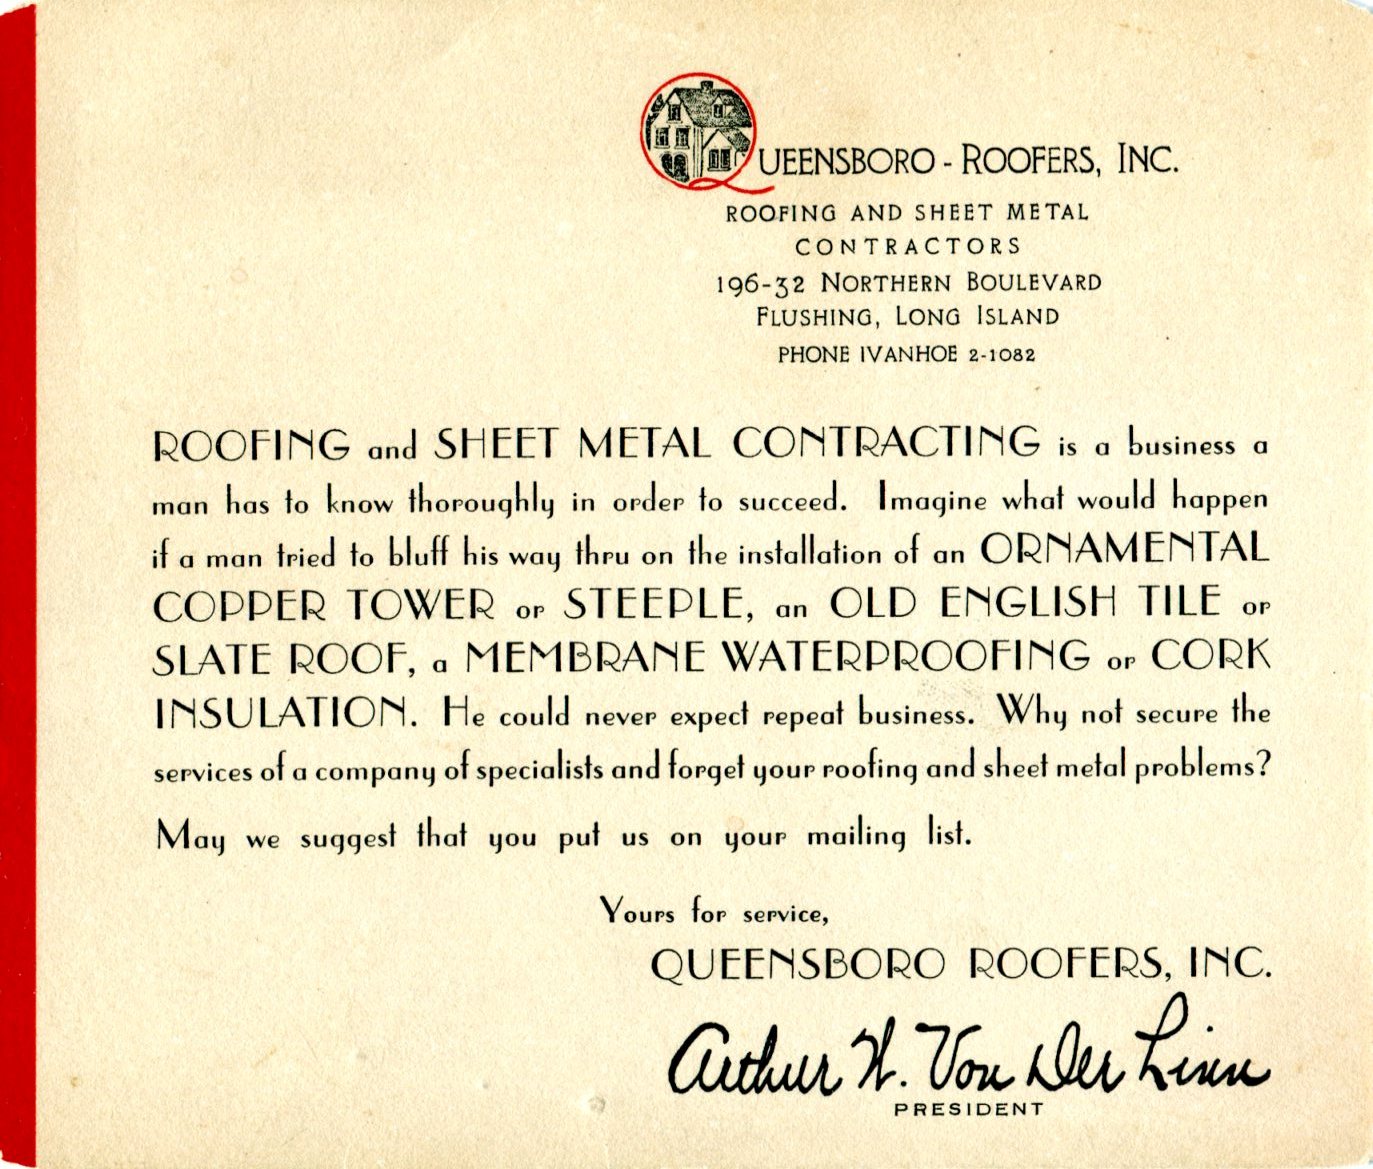 QUEENSBORO - ROOFERS, INC.
ROOFING AND SHEET METAL
CONTRACTORS
196-32 NORTHERN BOULEVARD
FLUSHING, LONG ISLAND
PHONE IVANHOE 2-1082
ROOFING and SHEET METAL CONTRACTING is a business a
man has to know thoroughly in order to succeed. Imagine what would happen
if a man tried to bluff his way thru on the installation of an ORNAMENTAL
COPPER TOWER or STEEPLE, an OLD ENGLISH TILE or
SLATE ROOF, a MEMBRANE WATERPROOFING or CORK
INSULATION. He could never expect repeat business. Why not secure the
services of a company of specialists and forget your roofing and sheet metal problems?
May we suggest that you put us on your mailing list.
Yours for service,
QUEENSBORO ROOFERS, INC.
Arthur W. Von Der Linn
PRESIDENT